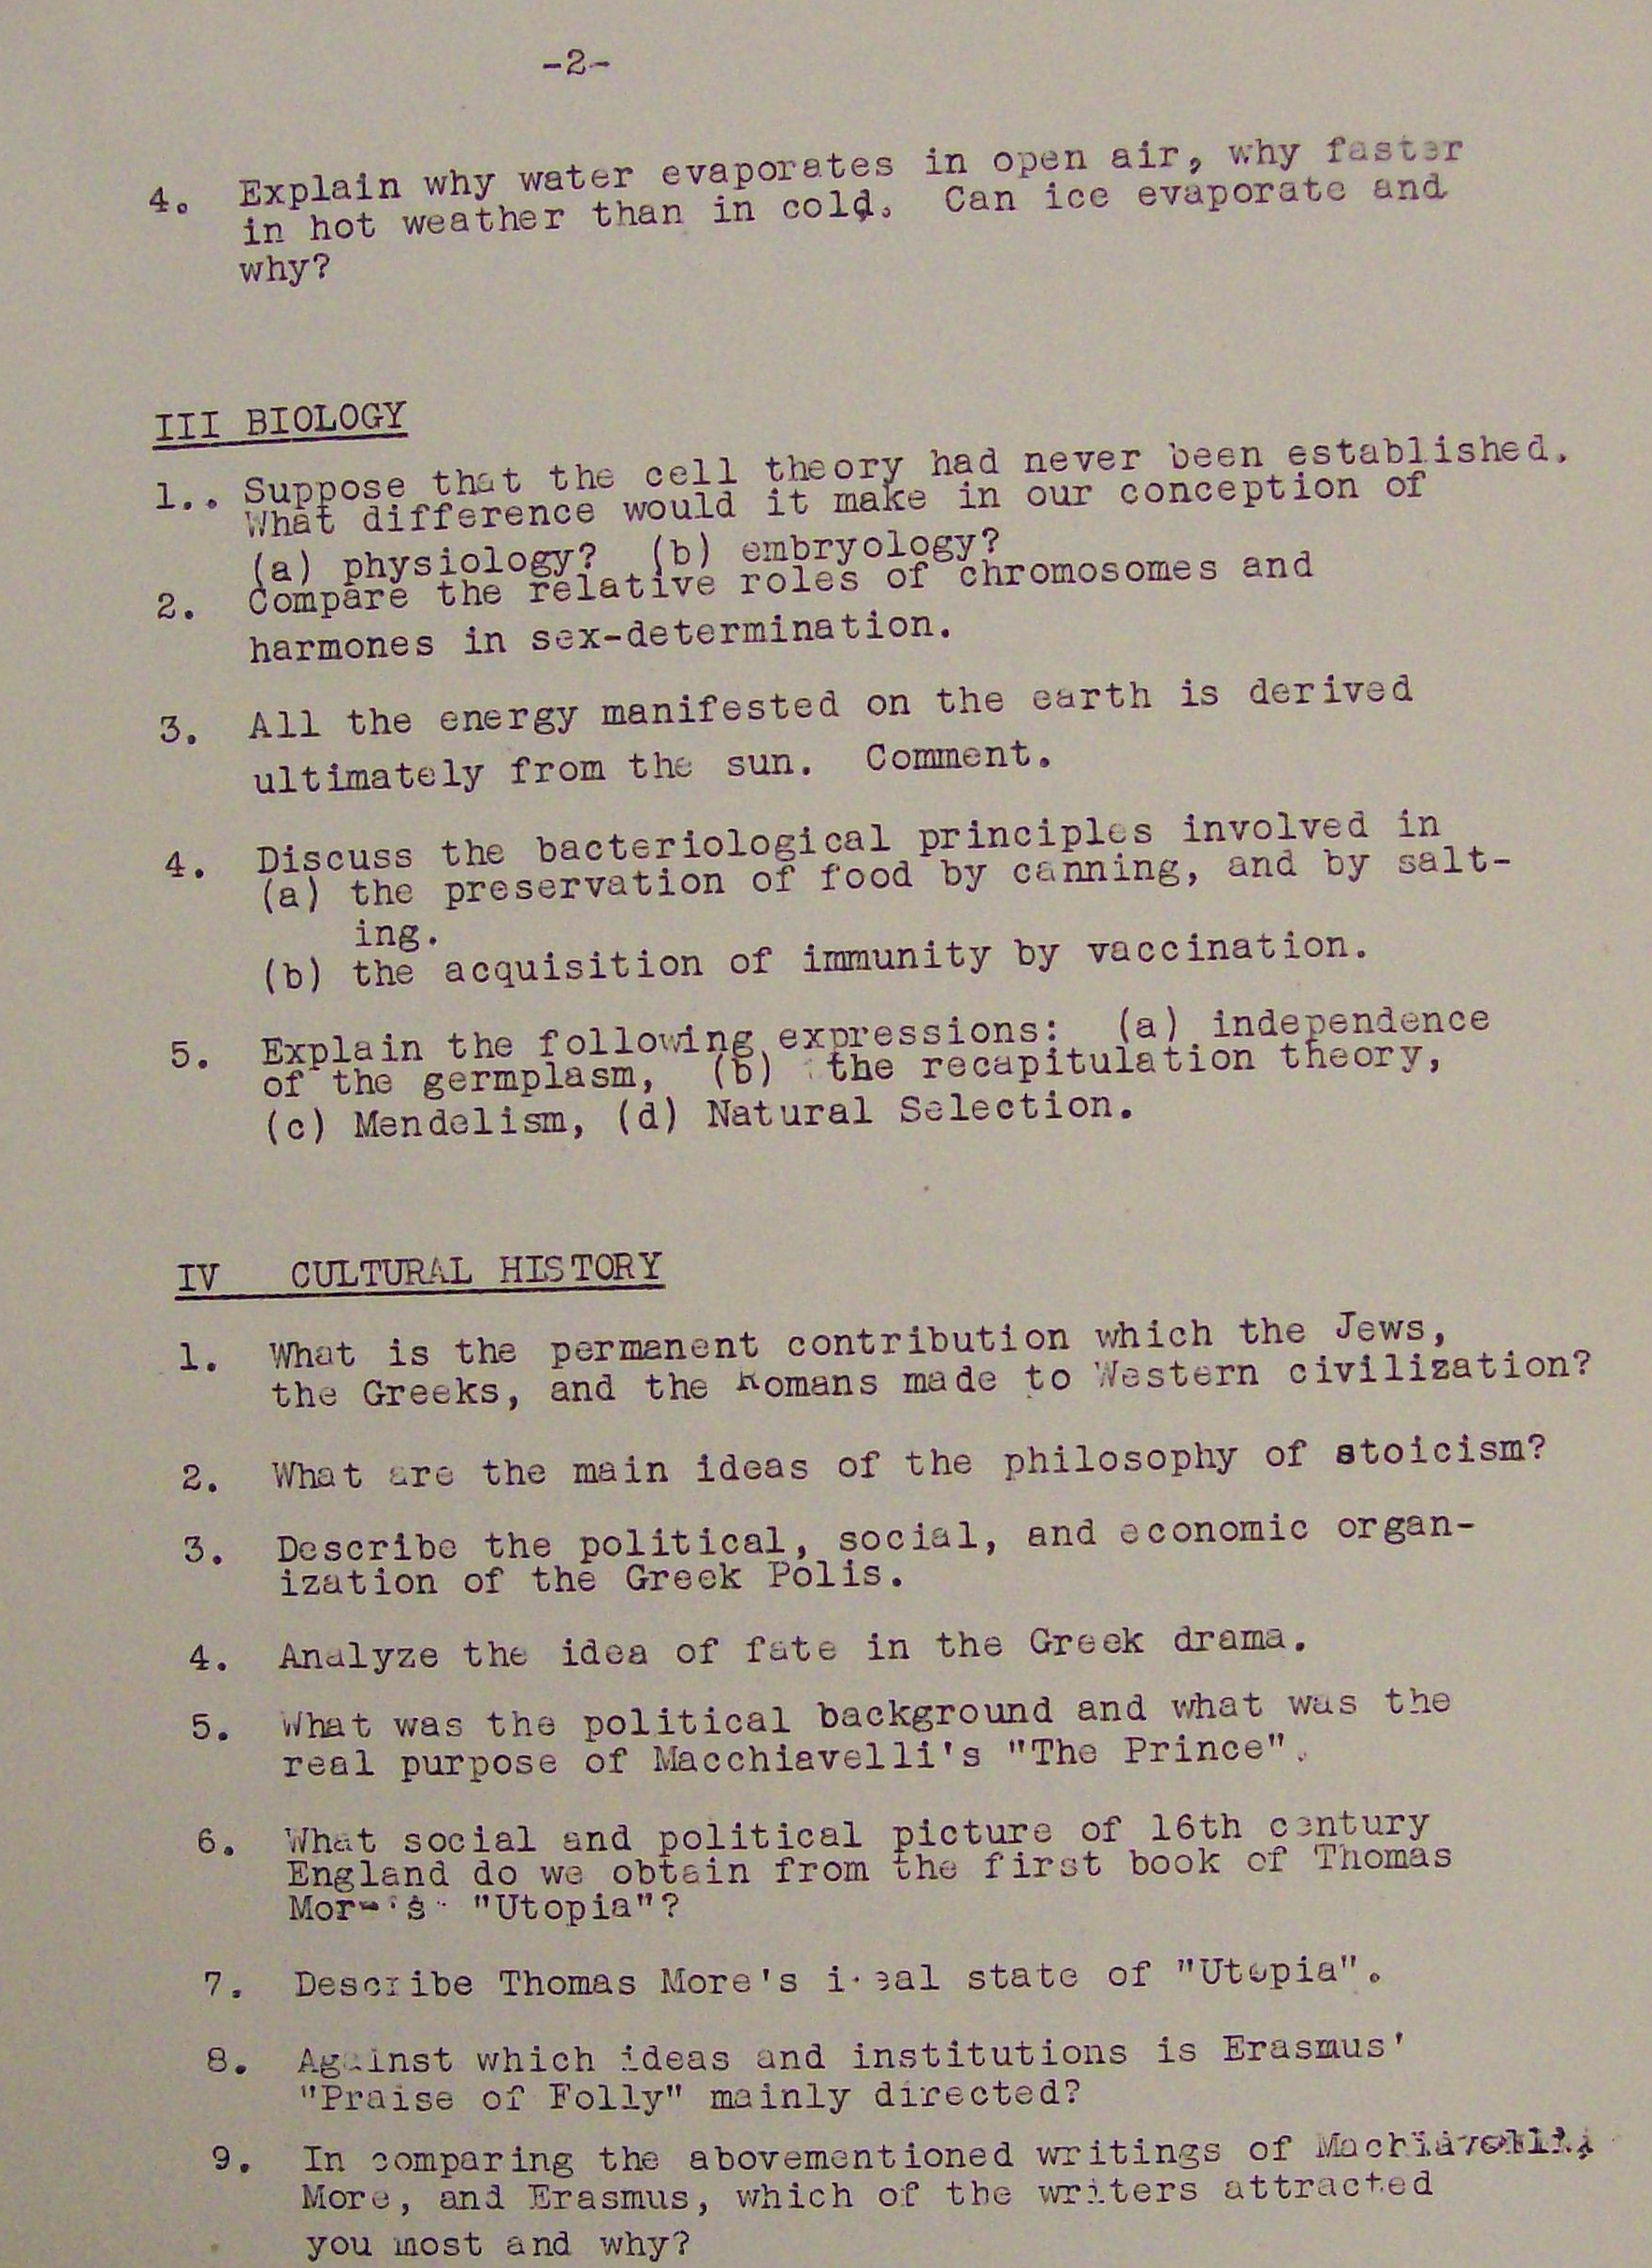 -2-
4. Explain why water evaporates in open air, why faster
in hot weather than in cold. Can ice evaporate and
why?
III BIOLOGY
1.. Suppose that the cell theory had never been established.
What difference would it make in our conception of
(a) physiology? (b) embryology?
2. Compare the relative roles of chromosomes and
harmones in sex-determination.
3. All the energy manifested on the earth is derived
ultimately from the sun. Comment.
4. Discuss the bacteriological principles involved in
(a) the preservation of food by canning, and by salt-
ing.
(b) the acquisition of immunity by vaccination.
5. Explain the following expressions: (a) independence
of the germplasm, (b) the recapitulation theory,
(c) Mendelism, (d) Natural Selection.
IV CULTURAL HISTORY
1. What is the permanent contribution which the Jews,
the Greeks, and the Romans made to Western civilization?
2. What are the main ideas of the philosophy of stoicism?
3. Describe the political, social, and economic organ-
ization of the Greek Polis.
4. Analyze the idea of fate in the Greek drama.
5. What was the political background and what was the
real purpose of Macchiavelli's "The Prince".
6. What social and political picture of 16th century
England do we obtain from the first book of Thomas
More's "Utopia"?
7. Describe Thomas More's ideal state of "Utopia".
8. Against which ideas and institutions is Erasmus'
"Praise of Folly" mainly directed?
9. In comparing the abovementioned writings of Machiavelli,
More, and Erasmus, which of the writers attracted
you most and why?